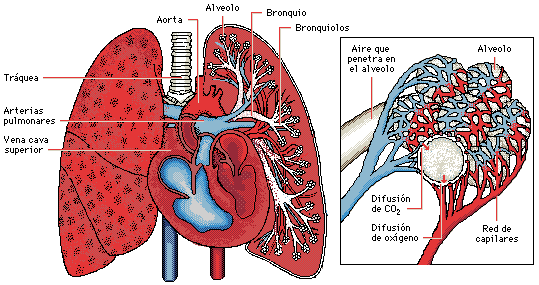 Alveolo
Bronquio
Aorta
Bronquiolos
Tráquea
Arterias
pulmonares
Vena cava
superior
Aire que
penetra en
el alveolo
Alveolo
Difusión
de CO₂
Difusión
de oxígeno
Red de
capilares